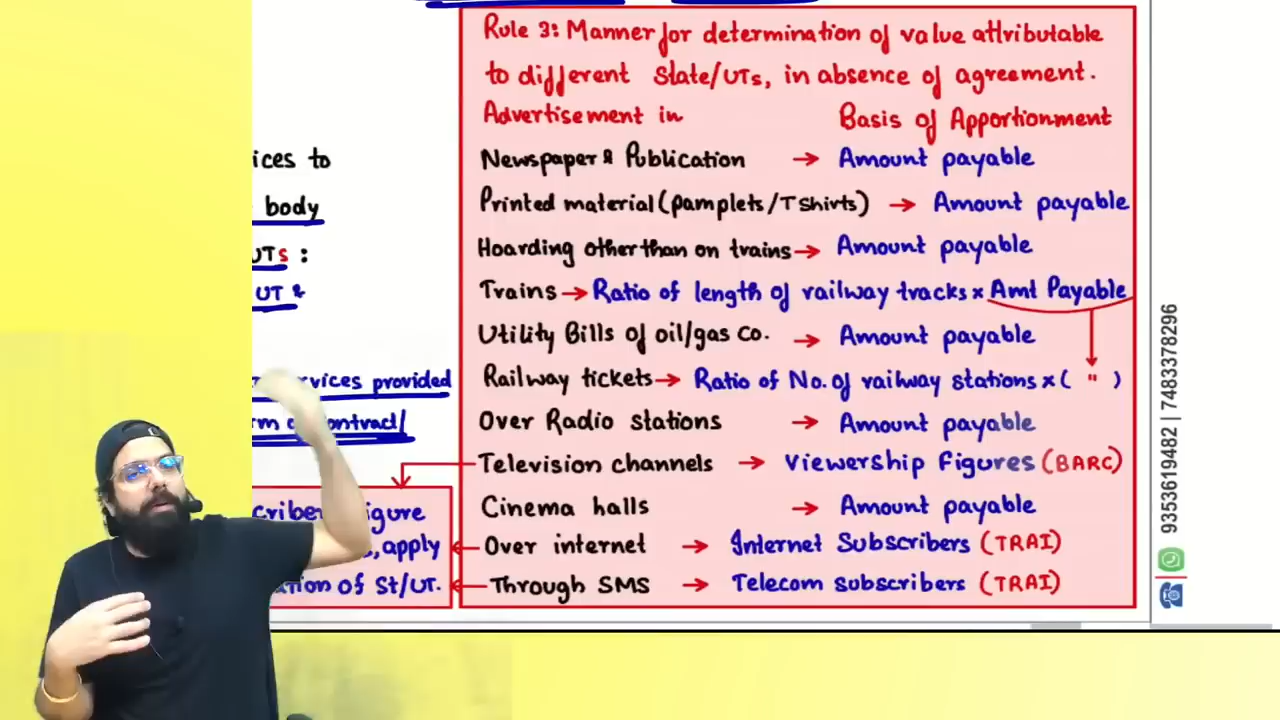 Rule 3: Manner for determination of value attributable
to different State/UTs, in absence of agreement.
Advertisement in Basis of Apportionment
Newspaper & Publication → Amount payable
Printed material (pamplets/TShirts) → Amount payable
Hoarding other than on trains → Amount payable
Trains → Ratio of length of railway tracks × Amt Payable
Utility Bills of oil/gas co. → Amount payable
Railway tickets → Ratio of No. of railway stations × ( " )
Over Radio stations → Amount payable
Television channels → Viewership Figures (BARC)
Cinema halls → Amount payable
Over internet → Internet Subscribers (TRAI)
Through SMS → Telecom subscribers (TRAI)
ices to
body
UTs :
UT &
rvices provided
contract/
igure
, apply
of St/UT.
9353619482 | 7483378296